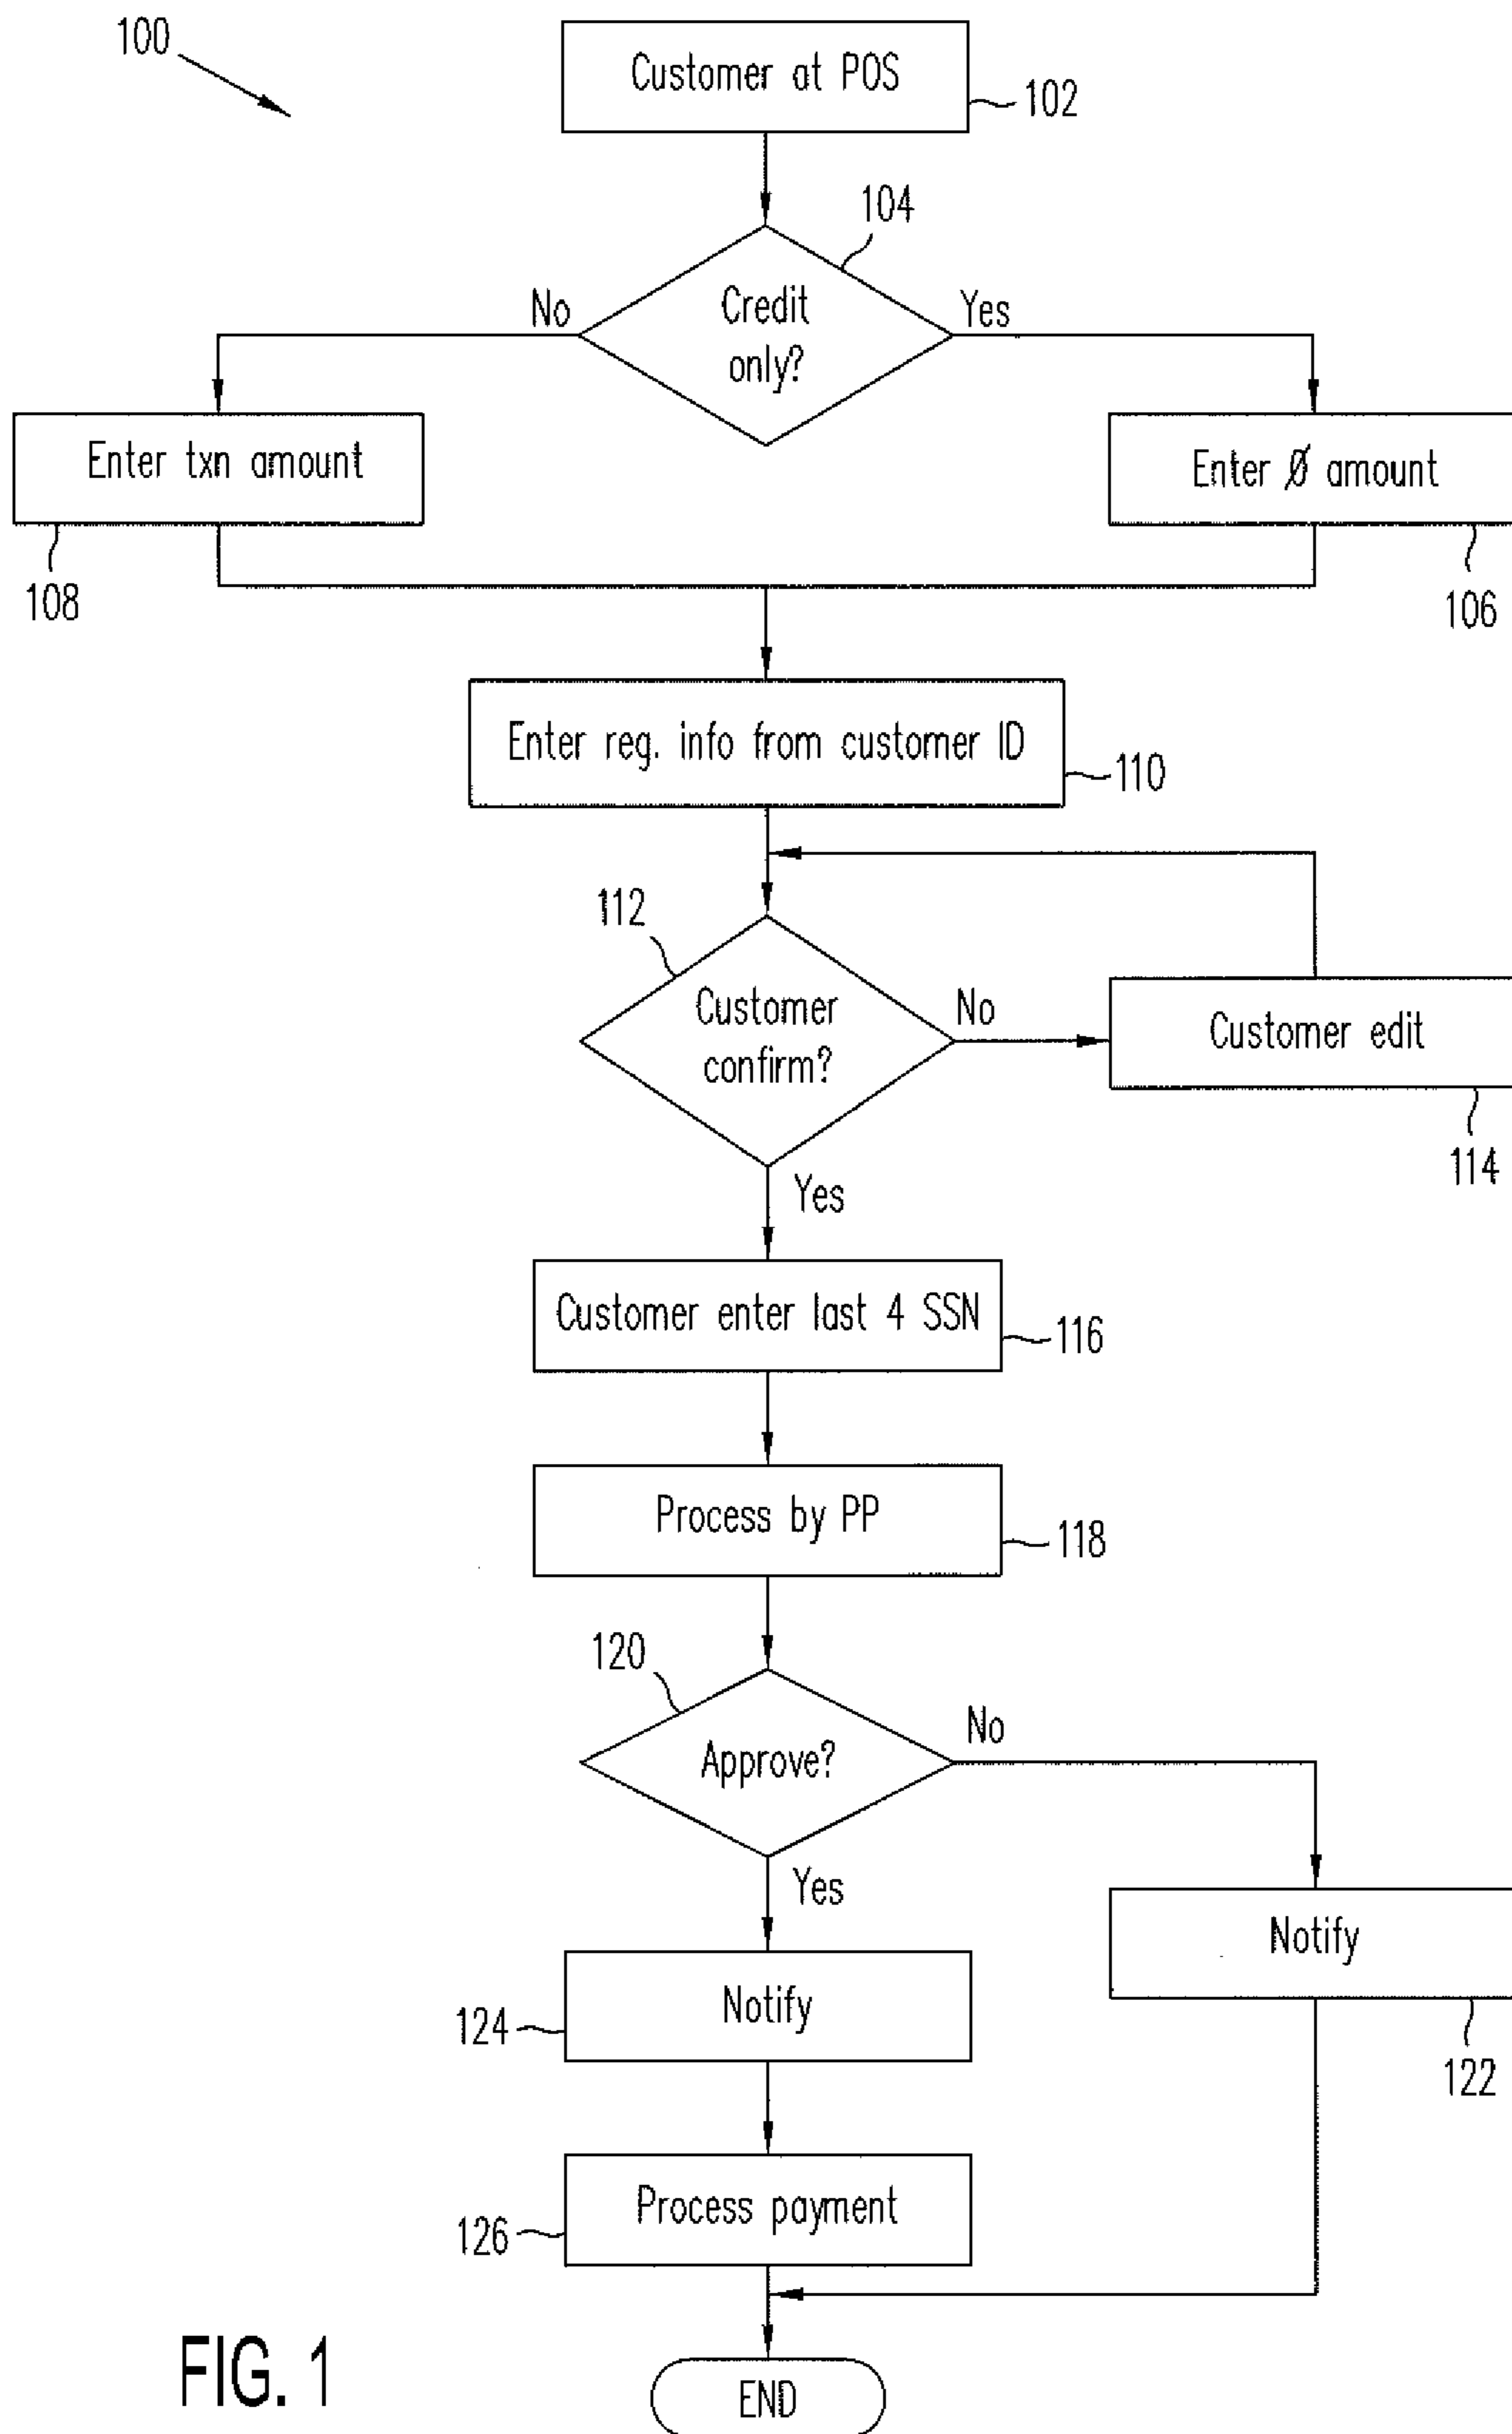 100
Customer at POS
102
104
Credit
only?
No
Yes
Enter txn amount
Enter Ø amount
108
106
Enter reg. info from customer ID
110
112
Customer
confirm?
No
Customer edit
114
Yes
Customer enter last 4 SSN
116
Process by PP
118
120
Approve?
No
Yes
Notify
122
Notify
124
Process payment
126
END
FIG. 1